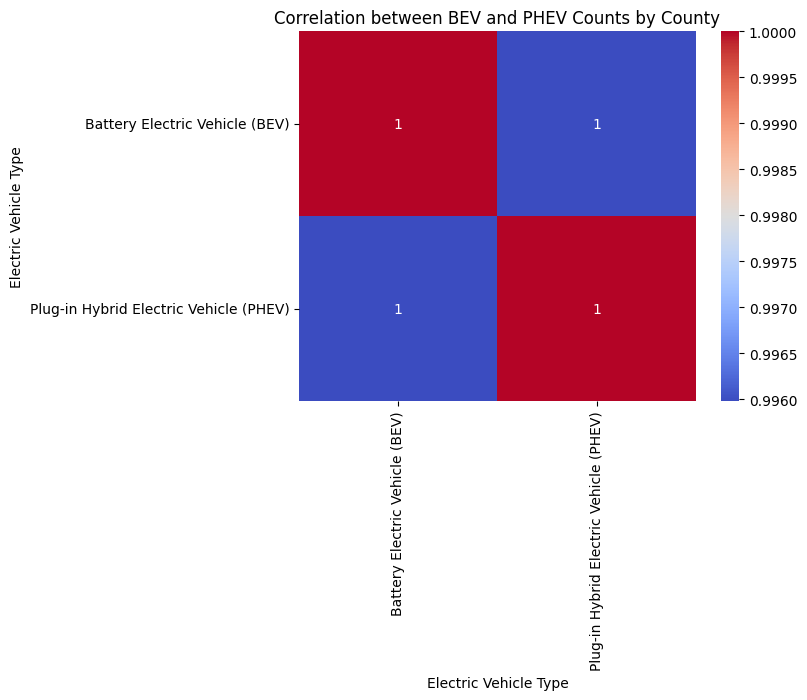 Correlation between BEV and PHEV Counts by County
Electric Vehicle Type
Battery Electric Vehicle (BEV)
Plug-in Hybrid Electric Vehicle (PHEV)
1
1
1
1
1.0000
0.9995
0.9990
0.9985
0.9980
0.9975
0.9970
0.9965
0.9960
Battery Electric Vehicle (BEV)
Plug-in Hybrid Electric Vehicle (PHEV)
Electric Vehicle Type